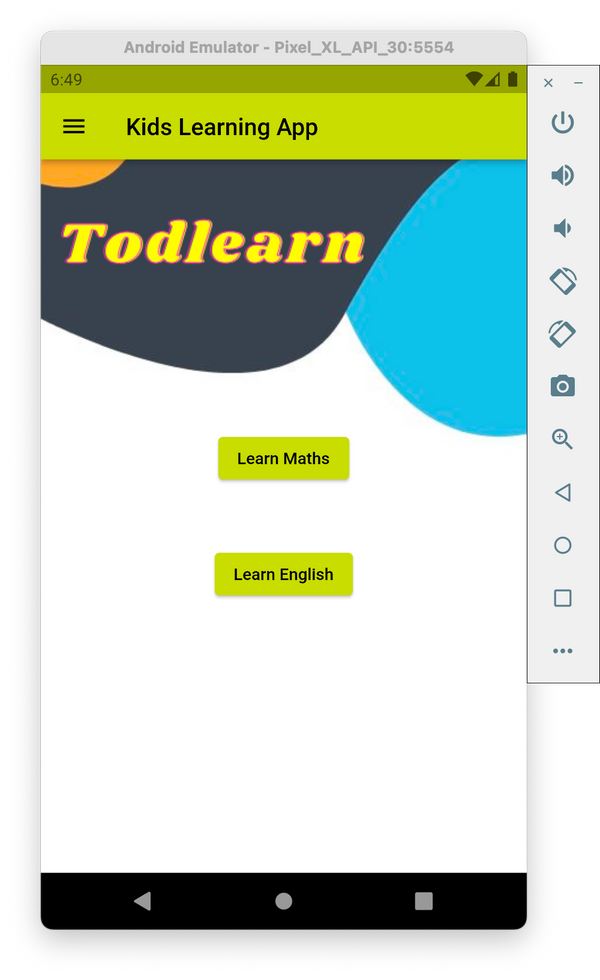 Android Emulator - Pixel_XL_API_30:5554
6:49
Kids Learning App
Todlearn
Learn Maths
Learn English